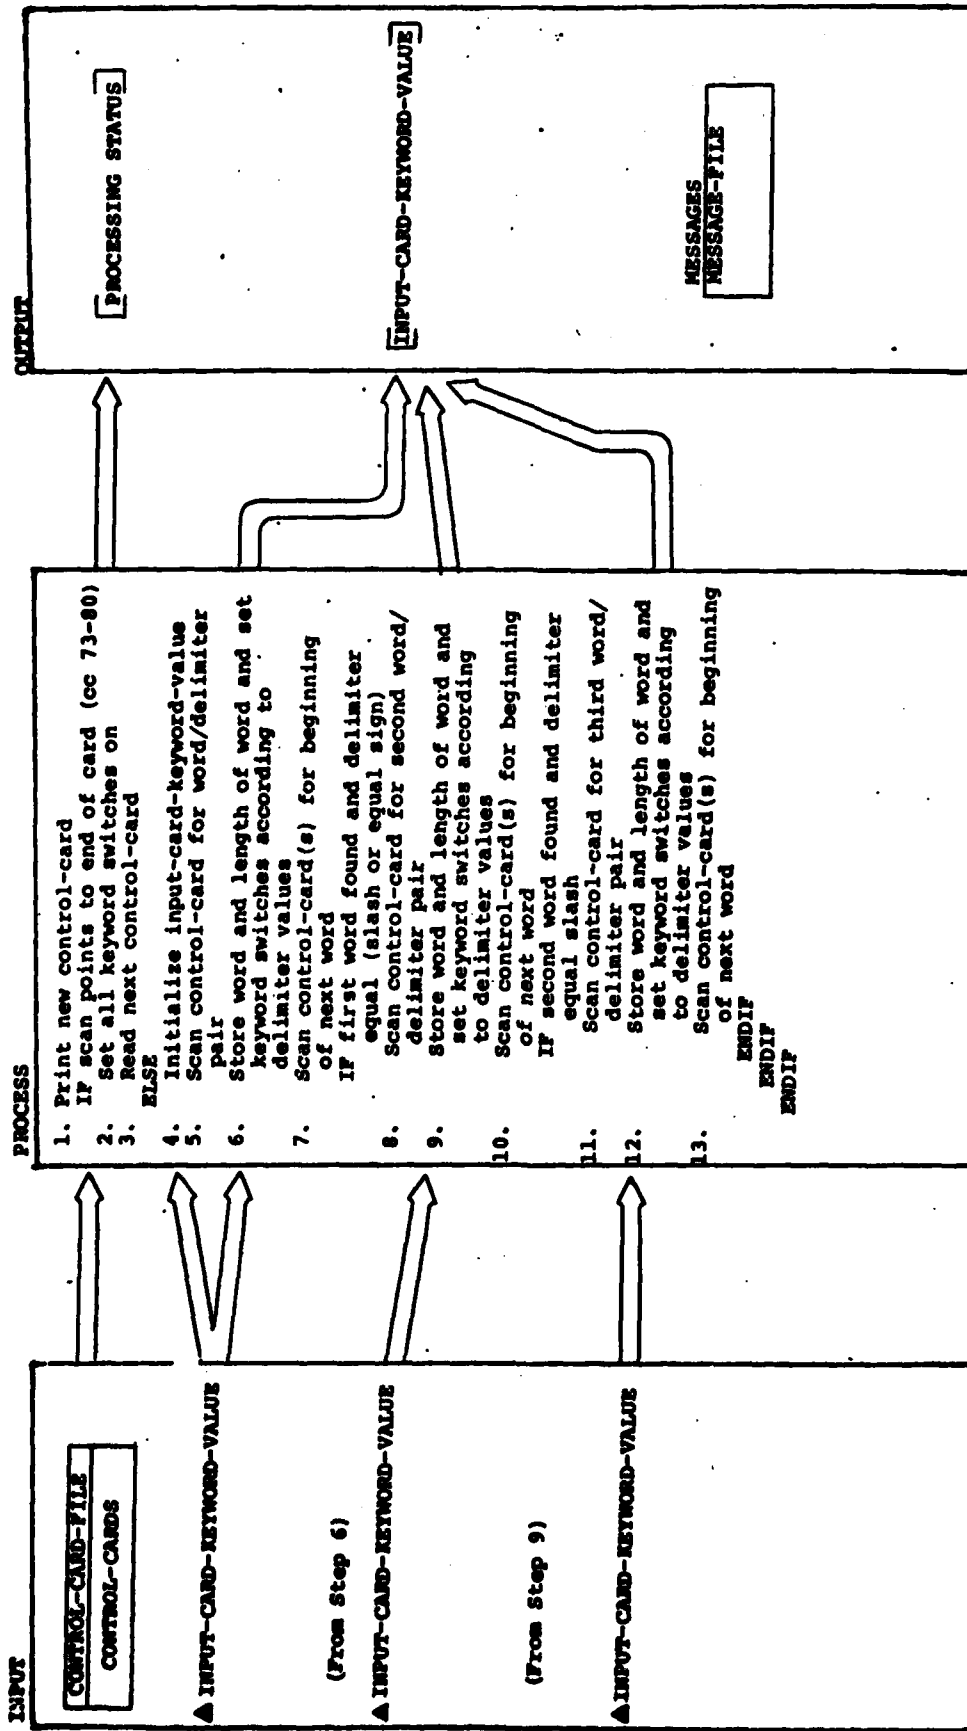 INPUT
CONTROL-CARD-FILE
CONTROL-CARDS
▲INPUT-CARD-KEYWORD-VALUE
(From Step 6)
▲INPUT-CARD-KEYWORD-VALUE
(From Step 9)
▲INPUT-CARD-KEYWORD-VALUE
PROCESS
1. Print new control-card
IF scan points to end of card (cc 73-80)
2. Set all keyword switches on
3. Read next control-card
ELSE
4. Initialize input-card-keyword-value
5. Scan control-card for word/delimiter
pair
6. Store word and length of word and set
keyword switches according to
delimiter values
7. Scan control-card(s) for beginning
of next word
IF first word found and delimiter
equal (slash or equal sign)
8. Scan control-card for second word/
delimiter pair
9. Store word and length of word and
set keyword switches according
to delimiter values
10. Scan control-card(s) for beginning
of next word
IF second word found and delimiter
equal slash
11. Scan control-card for third word/
delimiter pair
12. Store word and length of word and
set keyword switches according
to delimiter values
13. Scan control-card(s) for beginning
of next word
ENDIF
ENDIF
ENDIF
OUTPUT
[PROCESSING STATUS]
[INPUT-CARD-KEYWORD-VALUE]
MESSAGES
MESSAGE-FILE